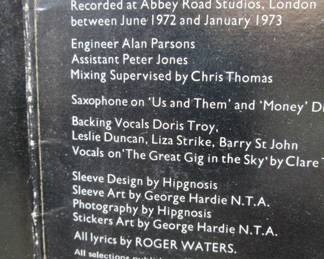 Recorded at Abbey Road Studios, London
between June 1972 and January 1973
Engineer Alan Parsons
Assistant Peter Jones
Mixing Supervised by Chris Thomas
Saxophone on 'Us and Them' and 'Money' D
Backing Vocals Doris Troy,
Leslie Duncan, Liza Strike, Barry St John
Vocals on 'The Great Gig in the Sky' by Clare T
Sleeve Design by Hipgnosis
Sleeve Art by George Hardie N.T.A.
Photography by Hipgnosis
Stickers Art by George Hardie N.T.A.
All lyrics by ROGER WATERS.
All selections